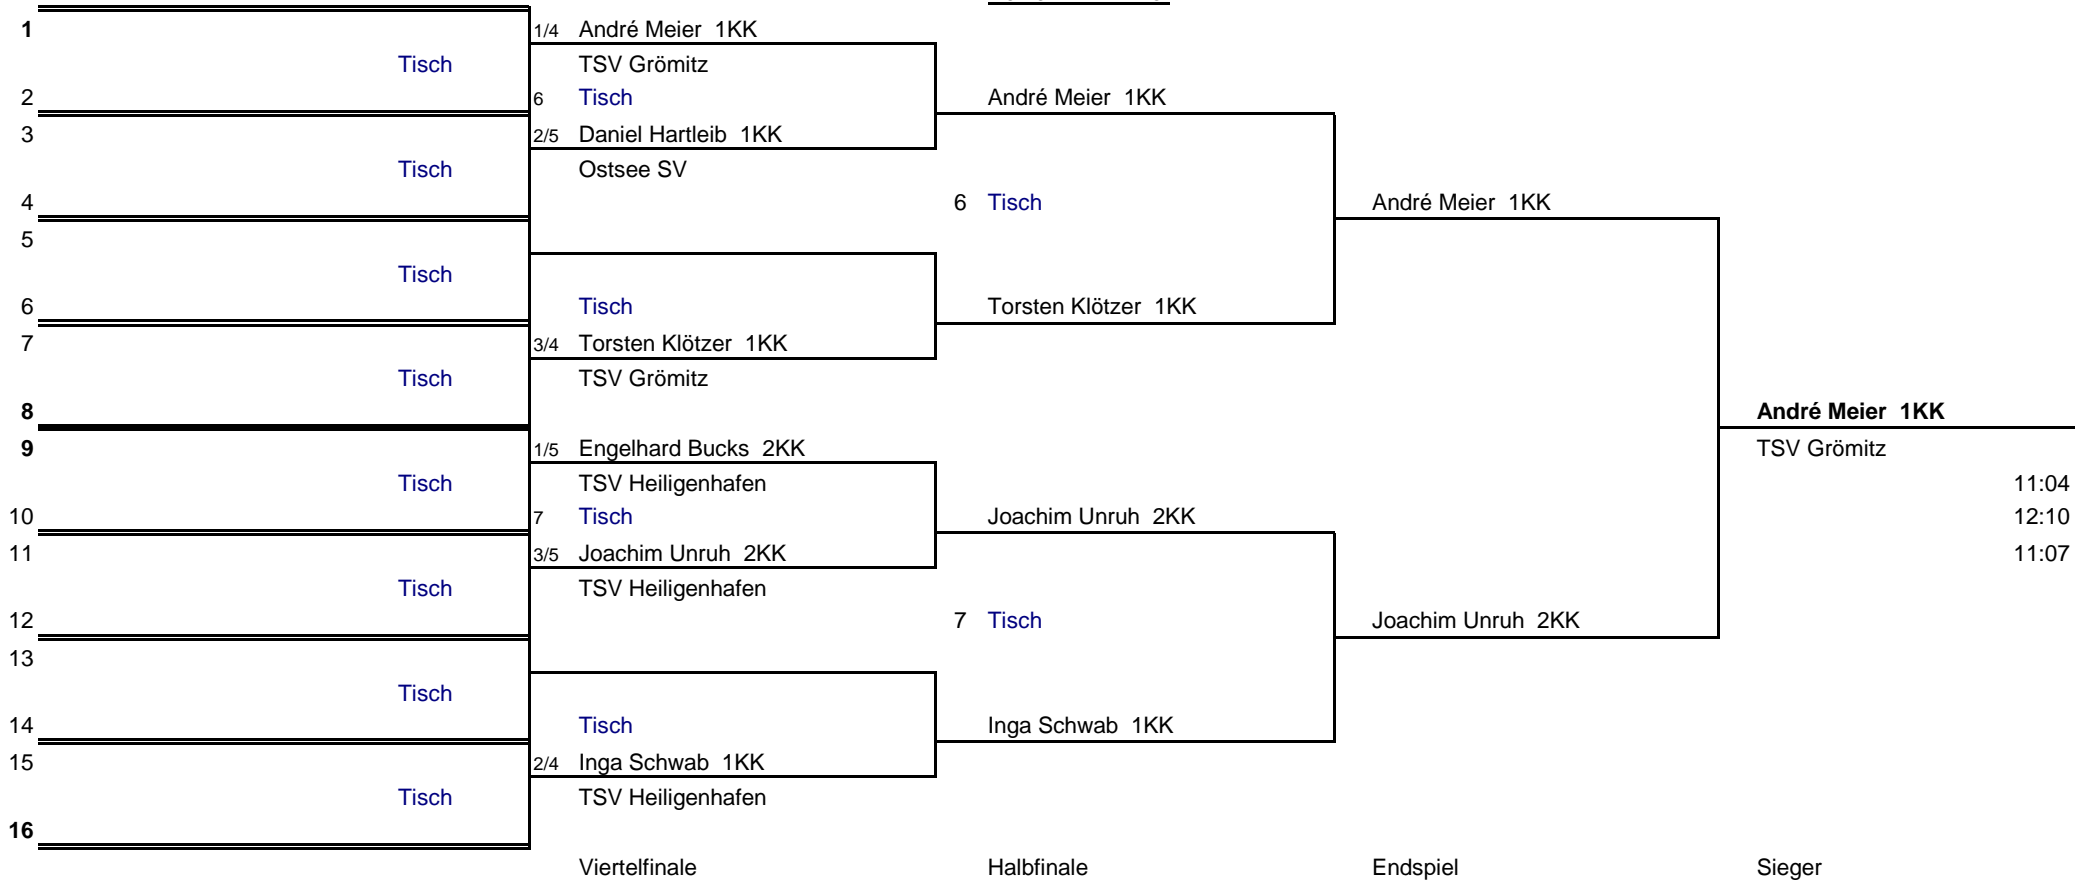 1 1/4 André Meier 1KK
Tisch TSV Grömitz
2 6 Tisch André Meier 1KK
3 2/5 Daniel Hartleib 1KK
Tisch Ostsee SV
4 6 Tisch André Meier 1KK
5
Tisch
6 Tisch Torsten Klötzer 1KK
7 3/4 Torsten Klötzer 1KK
Tisch TSV Grömitz
8 André Meier 1KK
9 1/5 Engelhard Bucks 2KK TSV Grömitz
Tisch TSV Heiligenhafen 11:04
10 7 Tisch Joachim Unruh 2KK 12:10
11 3/5 Joachim Unruh 2KK 11:07
Tisch TSV Heiligenhafen
12 7 Tisch Joachim Unruh 2KK
13
Tisch
14 Tisch Inga Schwab 1KK
15 2/4 Inga Schwab 1KK
Tisch TSV Heiligenhafen
16
Viertelfinale Halbfinale Endspiel Sieger